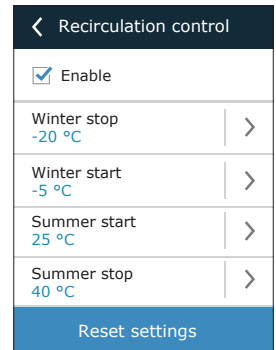 Recirculation control
Enable
Winter stop
-20 °C
Winter start
-5 °C
Summer start
25 °C
Summer stop
40 °C
Reset settings